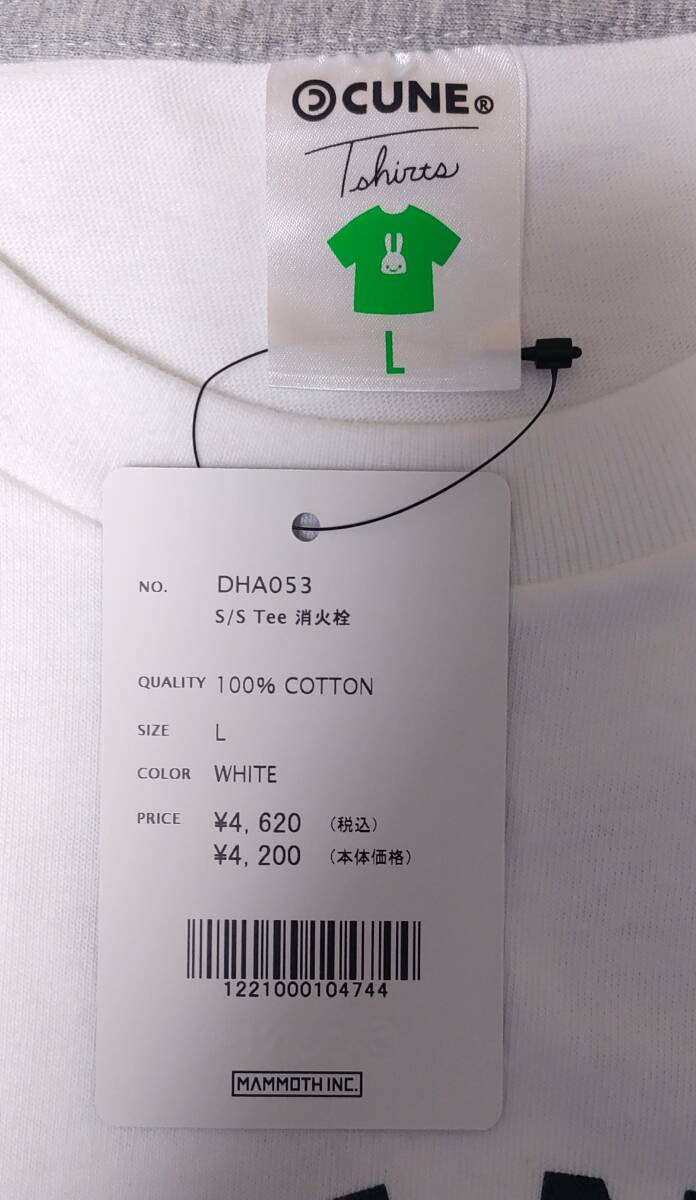 CUNE®
Tshirts
L
NO. DHA053
S/S Tee 消火栓
QUALITY 100% COTTON
SIZE L
COLOR WHITE
PRICE ¥4,620 (税込)
¥4,200 (本体価格)
1221000104744
MAMMOTH INC.